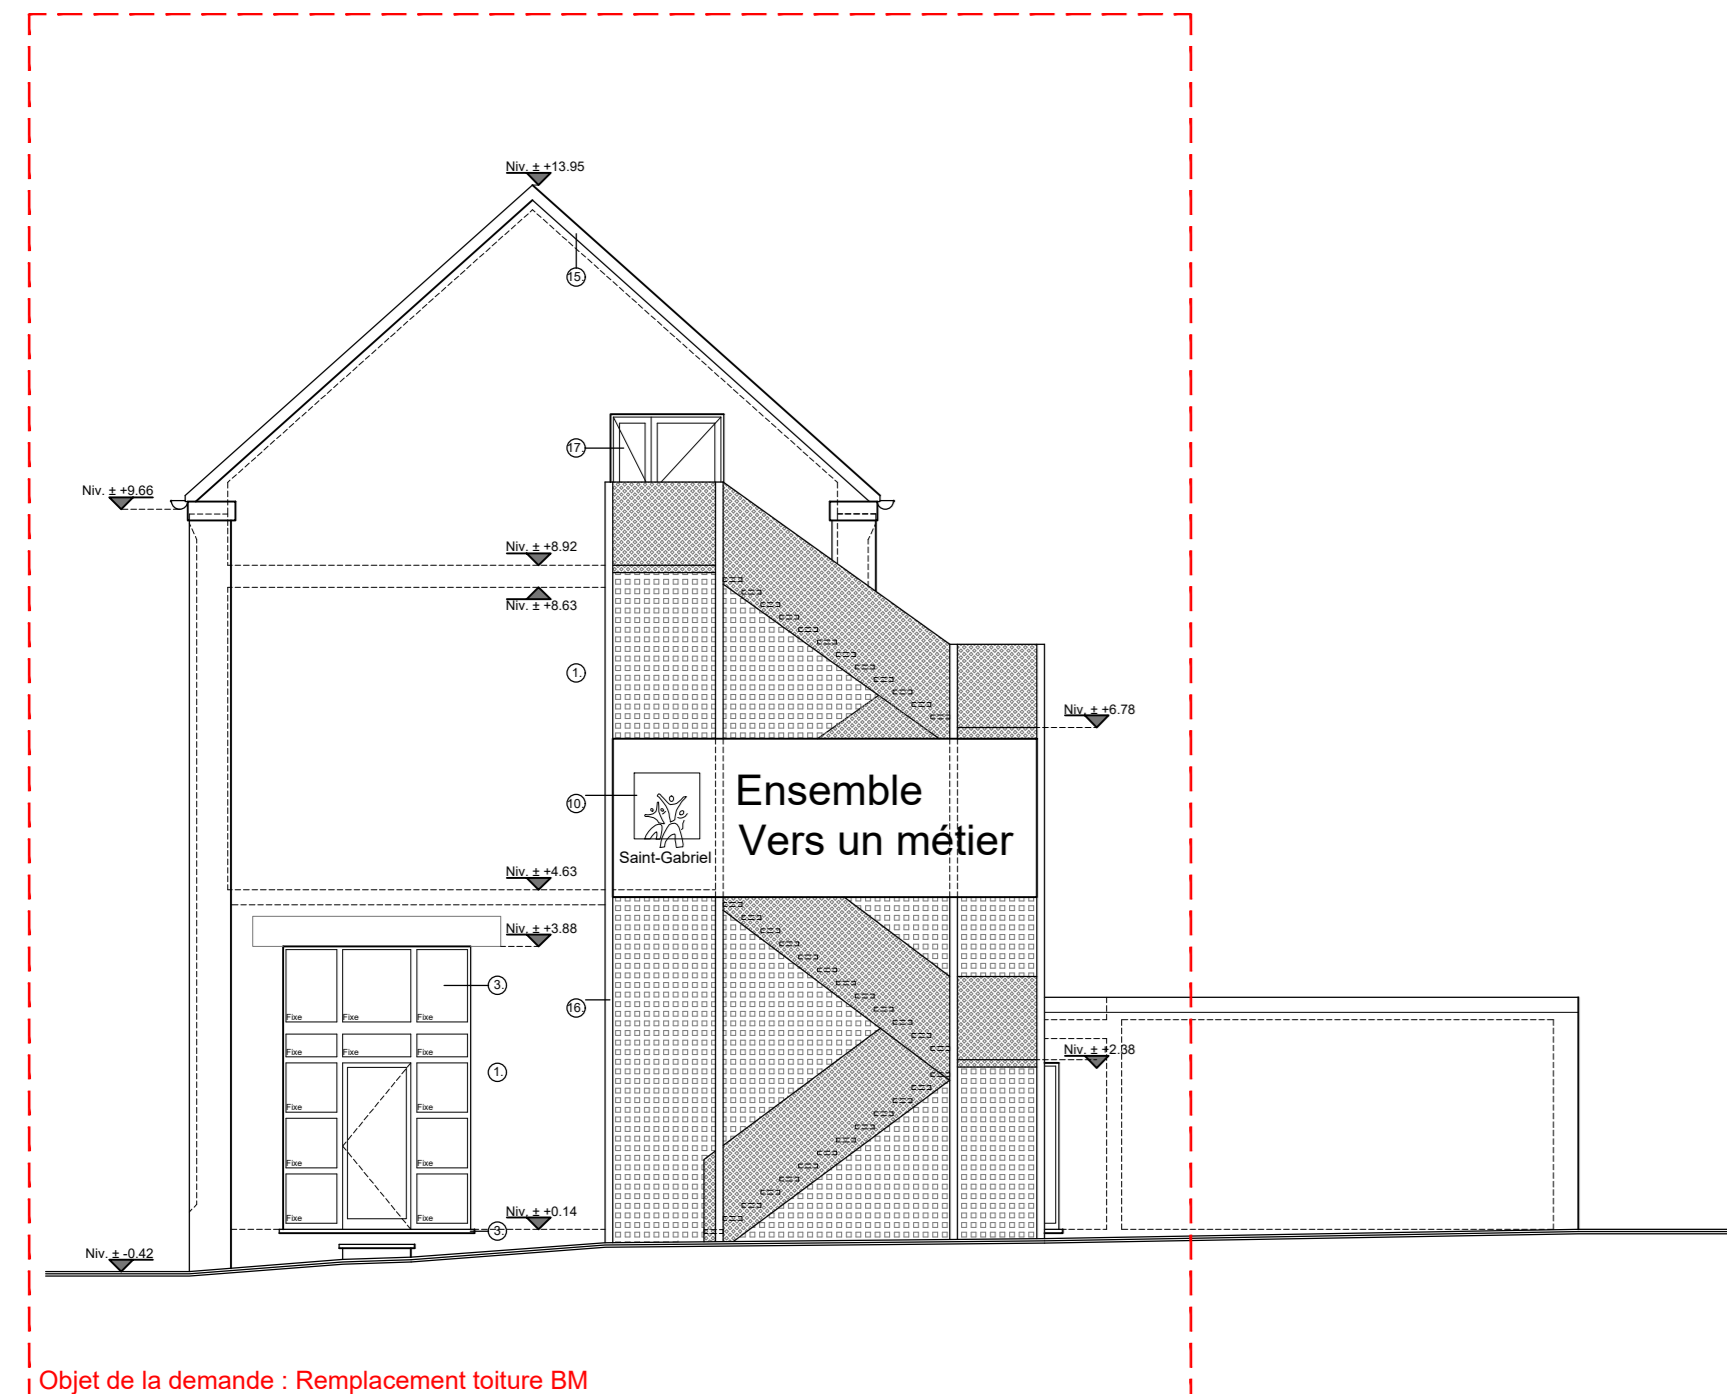 Niv. ± +13.95
15.
17.
Niv. ± +9.66
Niv. ± +8.92
Niv. ± +8.63
1.
Niv. ± +6.78
Ensemble
Vers un métier
10.
Saint-Gabriel
Niv. ± +4.63
Niv. ± +3.88
3.
16.
Fixe Fixe Fixe
Fixe Fixe Fixe
Niv. ± +2.38
1.
Fixe Fixe
Fixe Fixe
Fixe Fixe
Niv. ± +0.14
3.
Niv. ± -0.42
Objet de la demande : Remplacement toiture BM